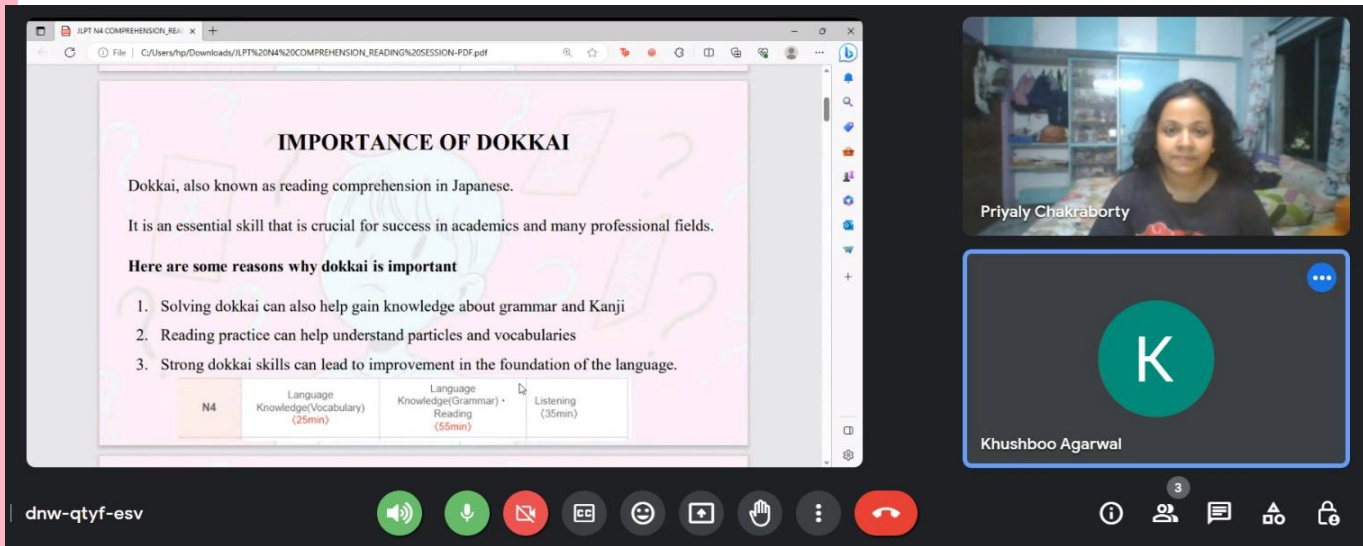 JLPT N4 COMPREHENSION_REA
File
C:/Users/hp/Downloads/JLPT%20N4%20COMPREHENSION_READING%20SESSION-PDF.pdf
IMPORTANCE OF DOKKAI
Dokkai, also known as reading comprehension in Japanese.
It is an essential skill that is crucial for success in academics and many professional fields.
Here are some reasons why dokkai is important
1. Solving dokkai can also help gain knowledge about grammar and Kanji
2. Reading practice can help understand particles and vocabularies
3. Strong dokkai skills can lead to improvement in the foundation of the language.
N4
Language
Knowledge(Vocabulary)
(25min)
Language
Knowledge(Grammar)・
Reading
(55min)
Listening
(35min)
Priyaly Chakraborty
K
Khushboo Agarwal
dnw-qtyf-esv
CC
3